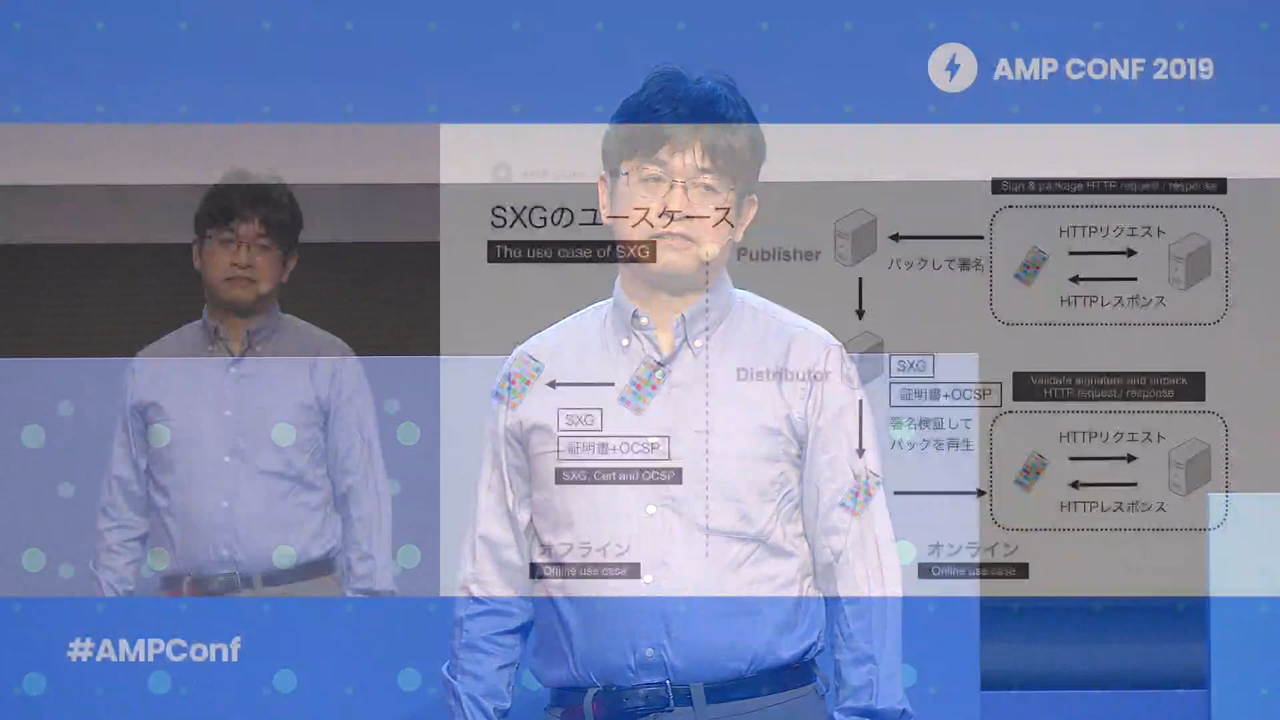 AMP CONF 2019
AMP CONF
SXGのユースケース
The use case of SXG
Publisher
パックして署名
Sign & package HTTP request / response
HTTPリクエスト
HTTPレスポンス
Distributor
SXG
証明書+OCSP
署名検証して
パックを再生
Validate signature and unpack
HTTP request / response
HTTPリクエスト
HTTPレスポンス
SXG
証明書+OCSP
SXG, Cert and OCSP
オフライン
Offline use case
オンライン
Online use case
#AMPConf